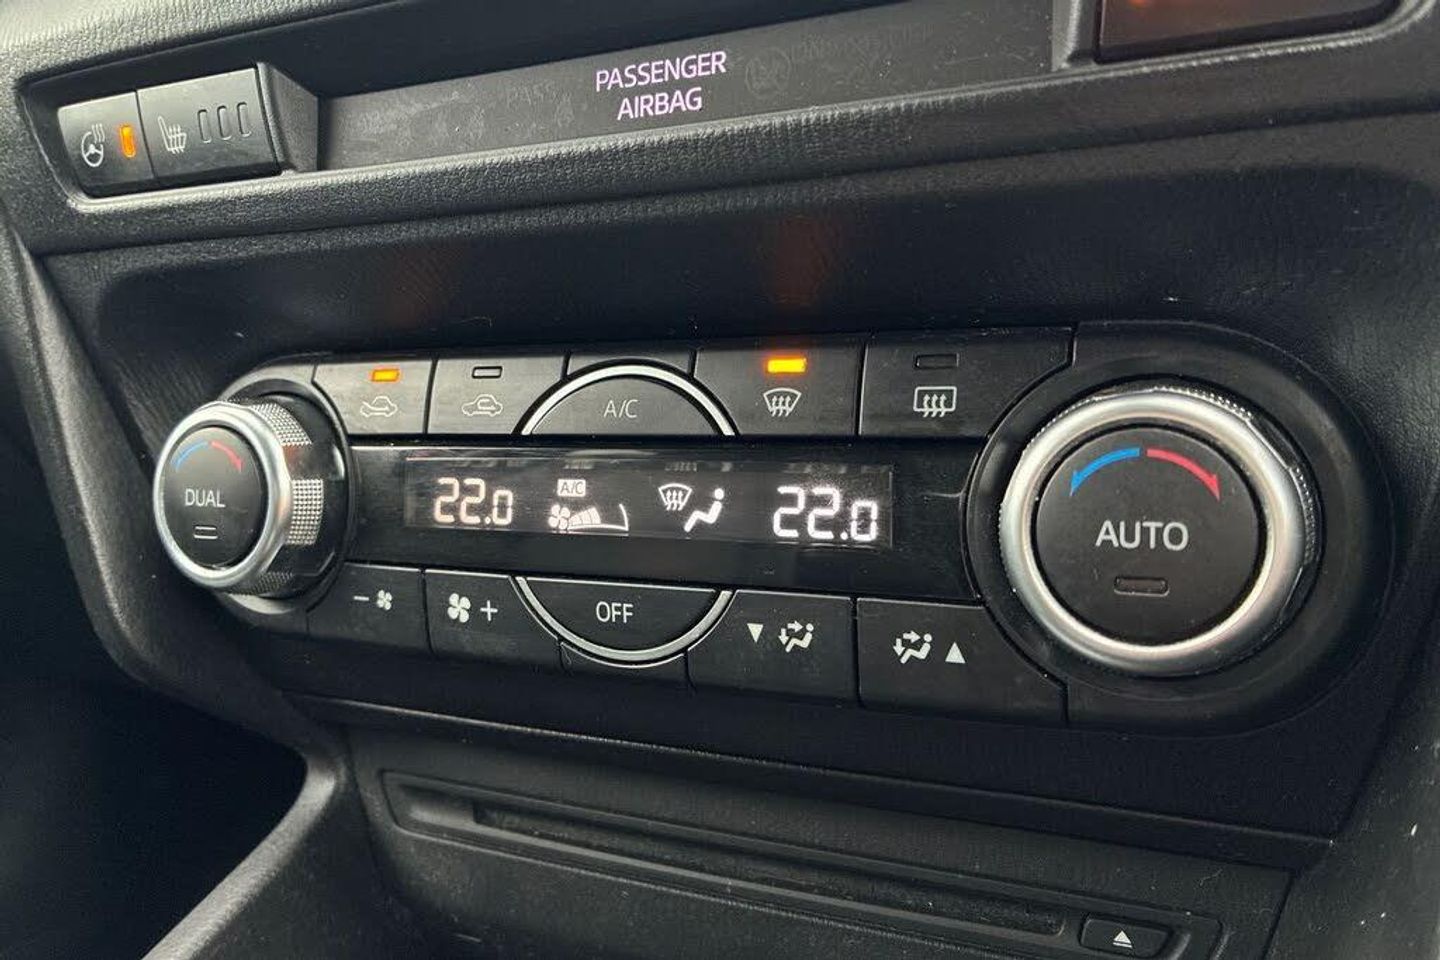 PASSENGER
AIRBAG
A/C
DUAL
22.0
A/C
22.0
AUTO
OFF